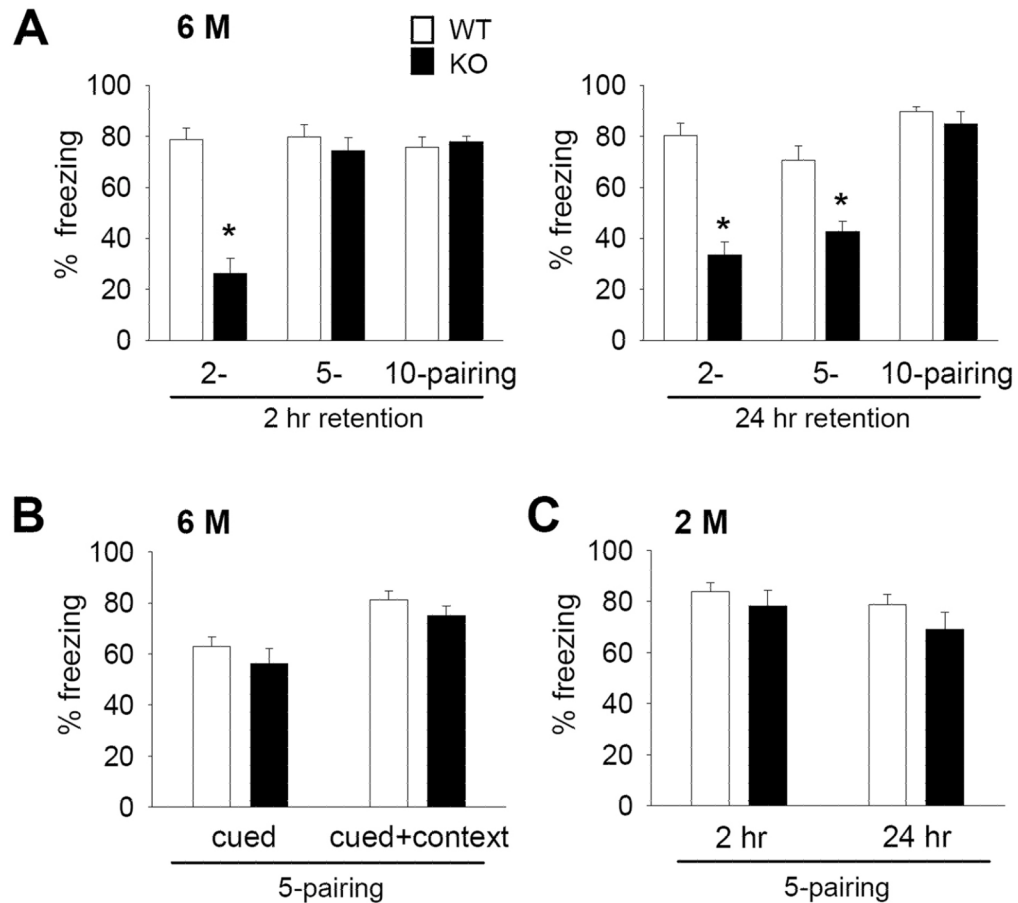 A 6 M
WT
KO
% freezing
100
80
60
40
20
0
*
2- 5- 10-pairing
2 hr retention
% freezing
100
80
60
40
20
0
*
*
2- 5- 10-pairing
24 hr retention
B 6 M
% freezing
100
80
60
40
20
0
cued cued+context
5-pairing
C 2 M
% freezing
100
80
60
40
20
0
2 hr 24 hr
5-pairing